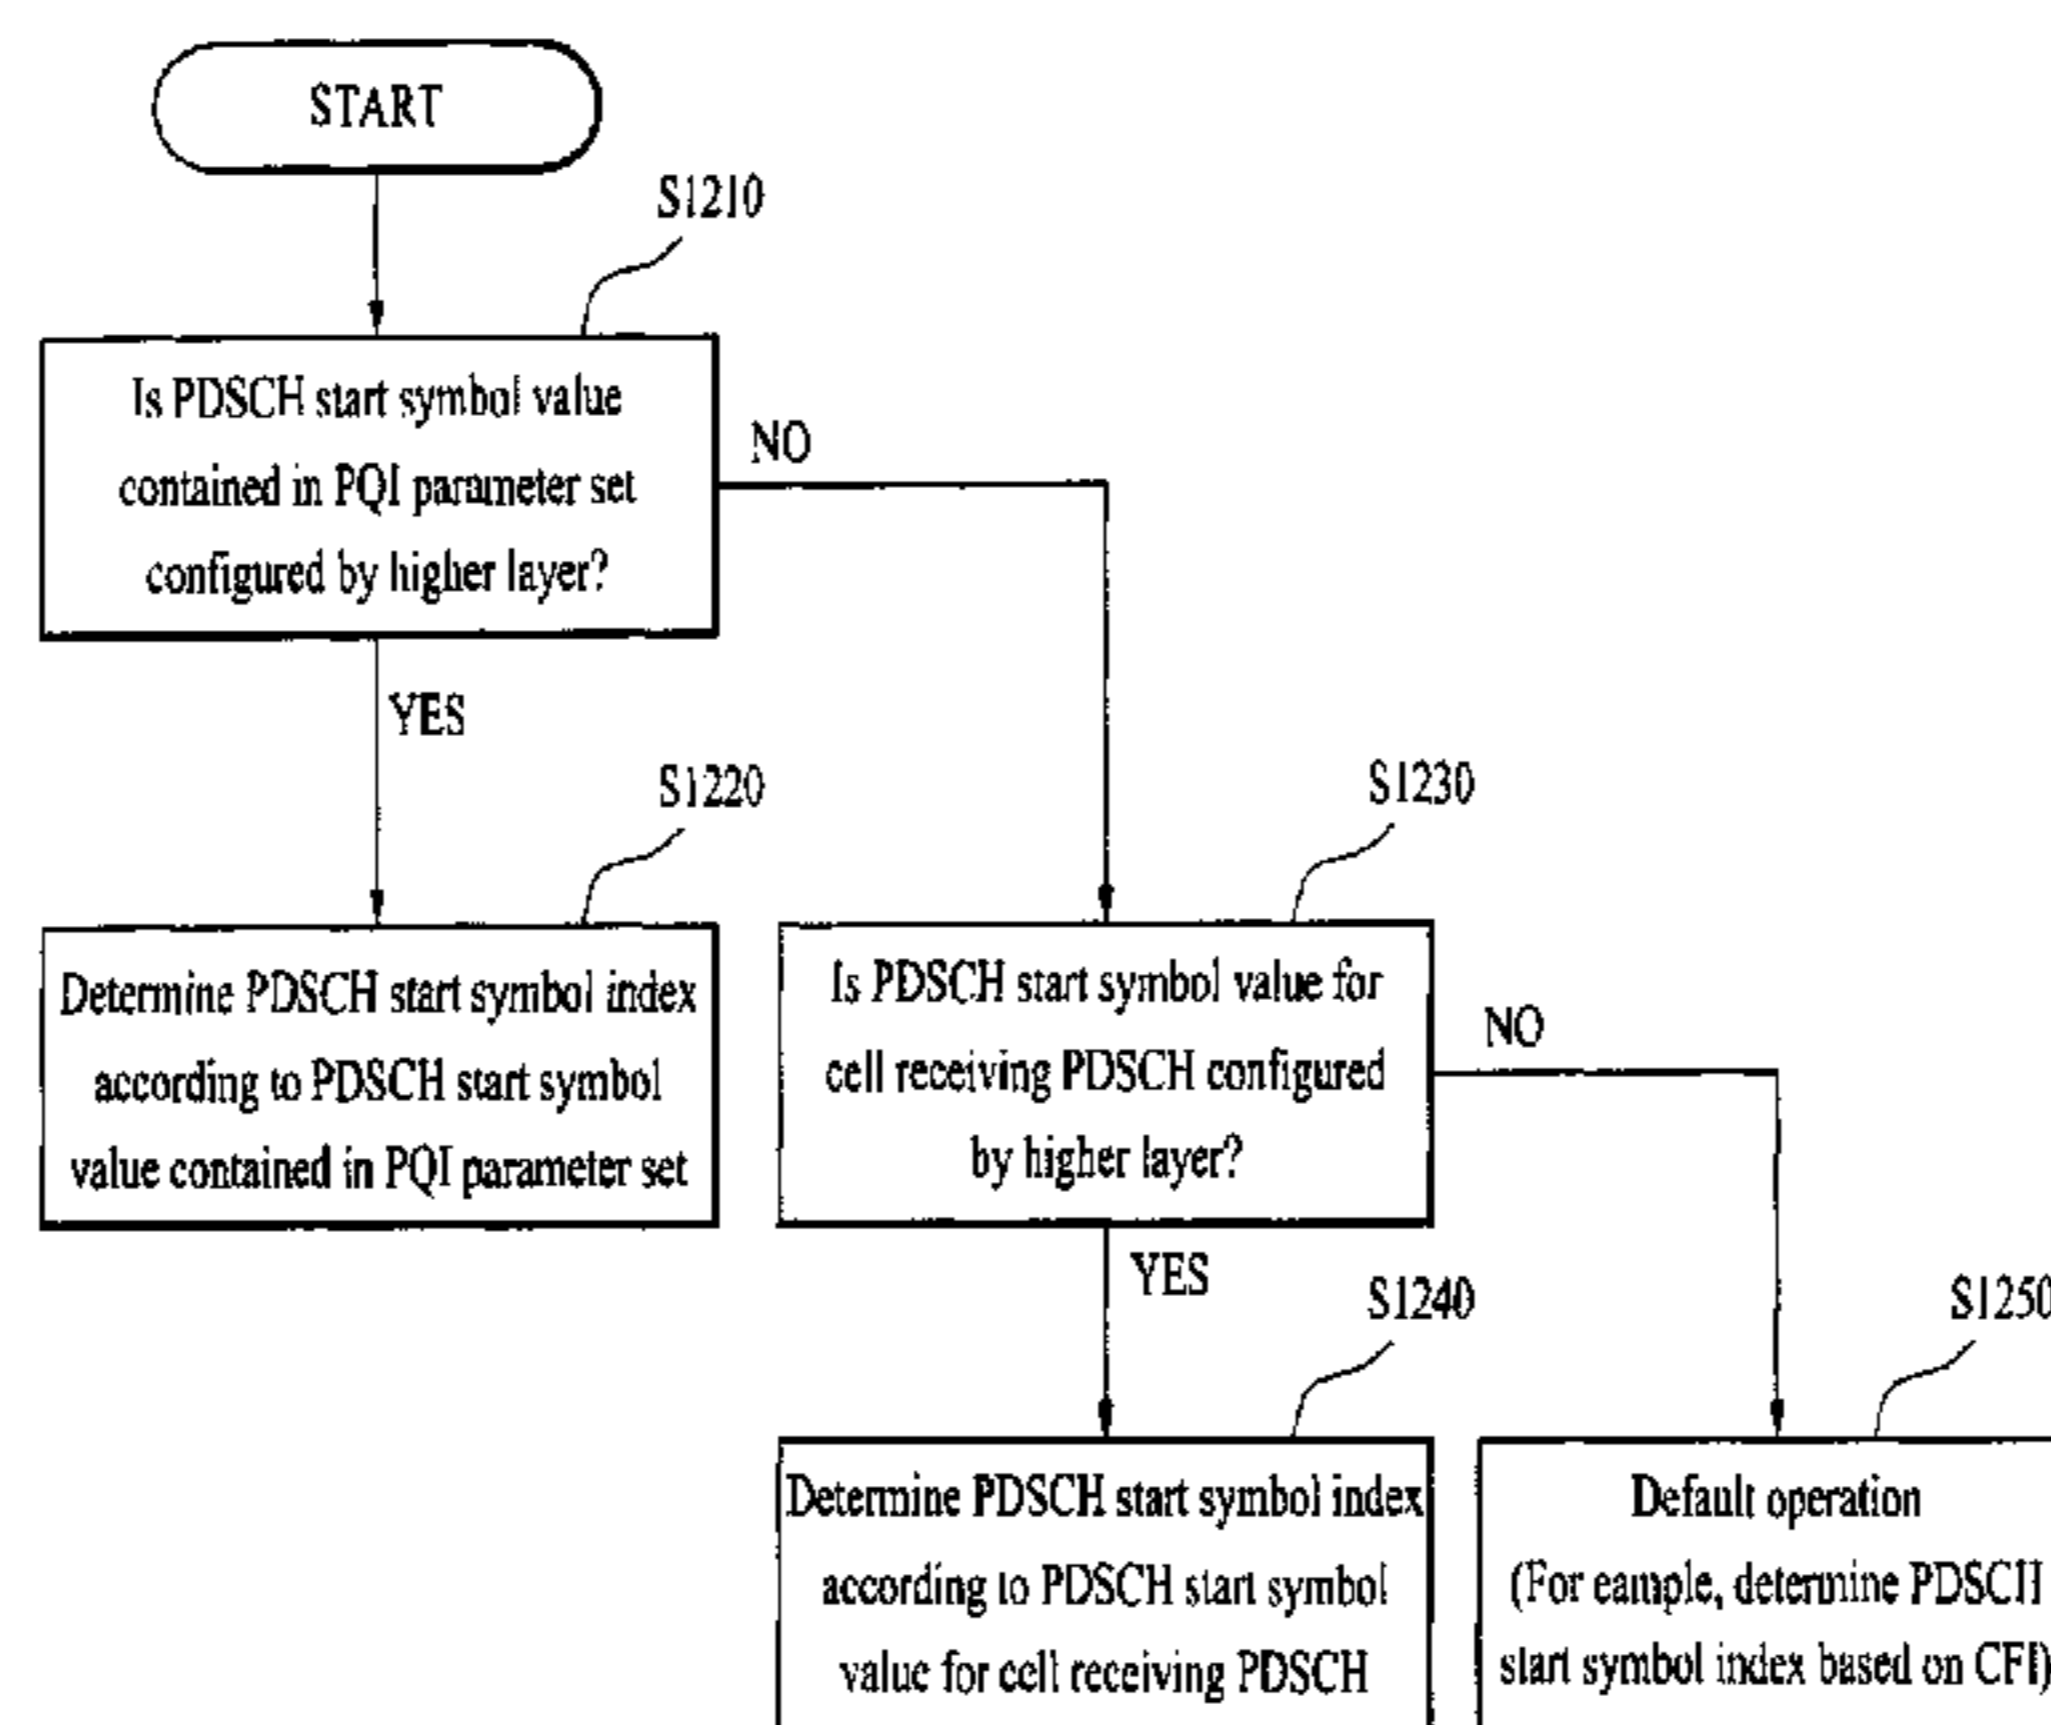 START
S1210
Is PDSCH start symbol value
contained in PQI parameter set
configured by higher layer?
NO
YES
S1220
Determine PDSCH start symbol index
according to PDSCH start symbol
value contained in PQI parameter set
S1230
Is PDSCH start symbol value for
cell receiving PDSCH configured
by higher layer?
NO
YES
S1240
Determine PDSCH start symbol index
according to PDSCH start symbol
value for cell receiving PDSCH
S1250
Default operation
(For eample, determine PDSCH
start symbol index based on CFI)